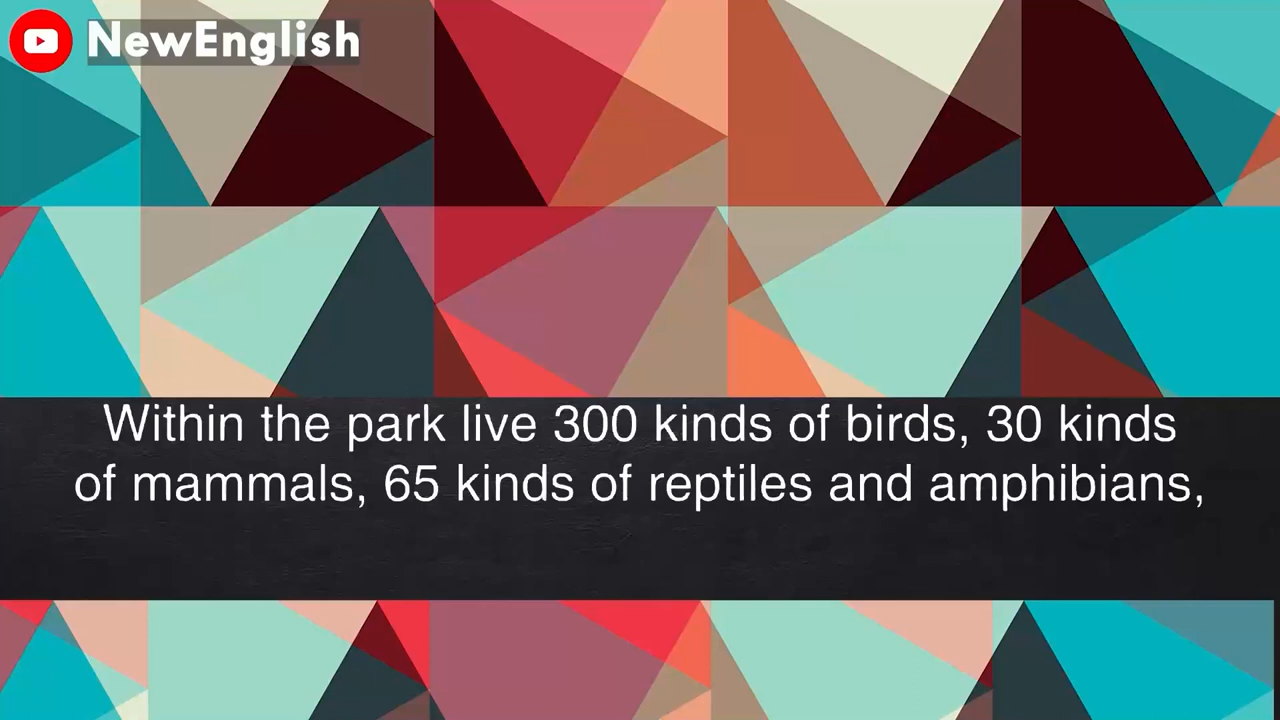 NewEnglish
Within the park live 300 kinds of birds, 30 kinds
of mammals, 65 kinds of reptiles and amphibians,